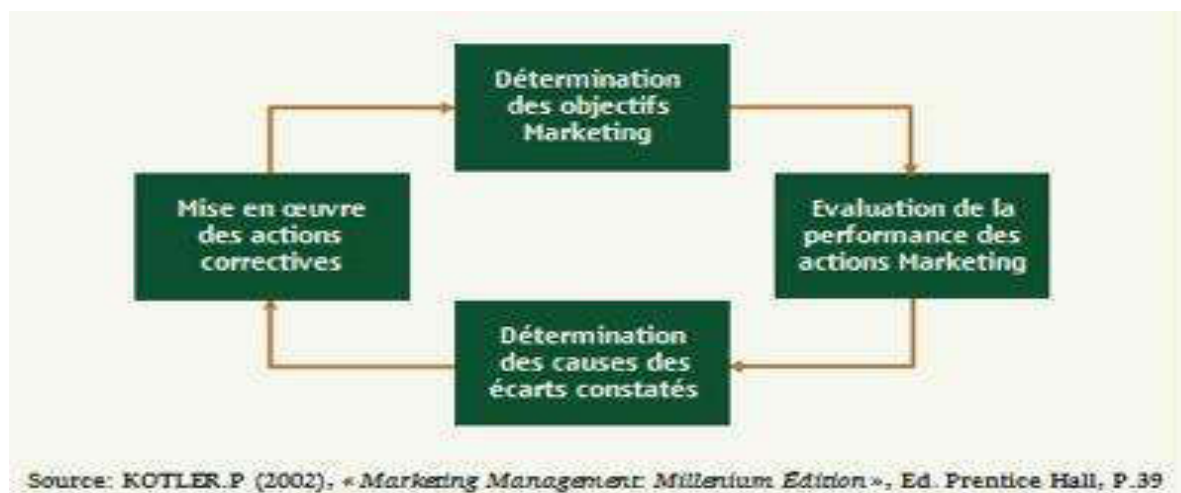 Détermination
des objectifs
Marketing
Mise en œuvre
des actions
correctives
Evaluation de la
performance des
actions Marketing
Détermination
des causes des
écarts constatés
Source: KOTLER.P (2002), « Marketing Management: Millenium Édition », Ed. Prentice Hall, P.39